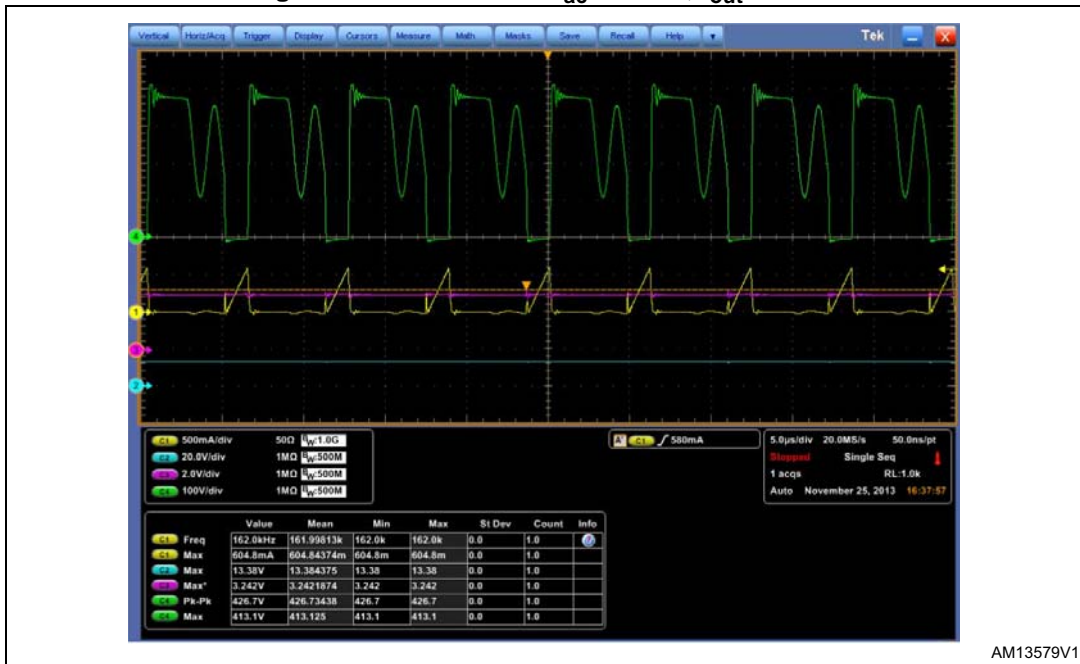 Vertical Horiz/Acq Trigger Display Cursors Measure Math Masks Save Recall Help Tek X
4
1
3
2
C1 500mA/div 50Ω BW:1.0G
C2 20.0V/div 1MΩ BW:500M
C3 2.0V/div 1MΩ BW:500M
C4 100V/div 1MΩ BW:500M
A' C1 580mA
5.0µs/div 20.0MS/s 50.0ns/pt
Stopped Single Seq
1 acqs RL:1.0k
Auto November 25, 2013 16:37:57
Value Mean Min Max St Dev Count Info
C1 Freq 162.0kHz 161.99813k 162.0k 162.0k 0.0 1.0
C1 Max 604.8mA 604.84374m 604.8m 604.8m 0.0 1.0
C2 Max 13.38V 13.384375 13.38 13.38 0.0 1.0
C3 Max* 3.242V 3.2421874 3.242 3.242 0.0 1.0
C4 Pk-Pk 426.7V 426.73438 426.7 426.7 0.0 1.0
C4 Max 413.1V 413.125 413.1 413.1 0.0 1.0
AM13579V1